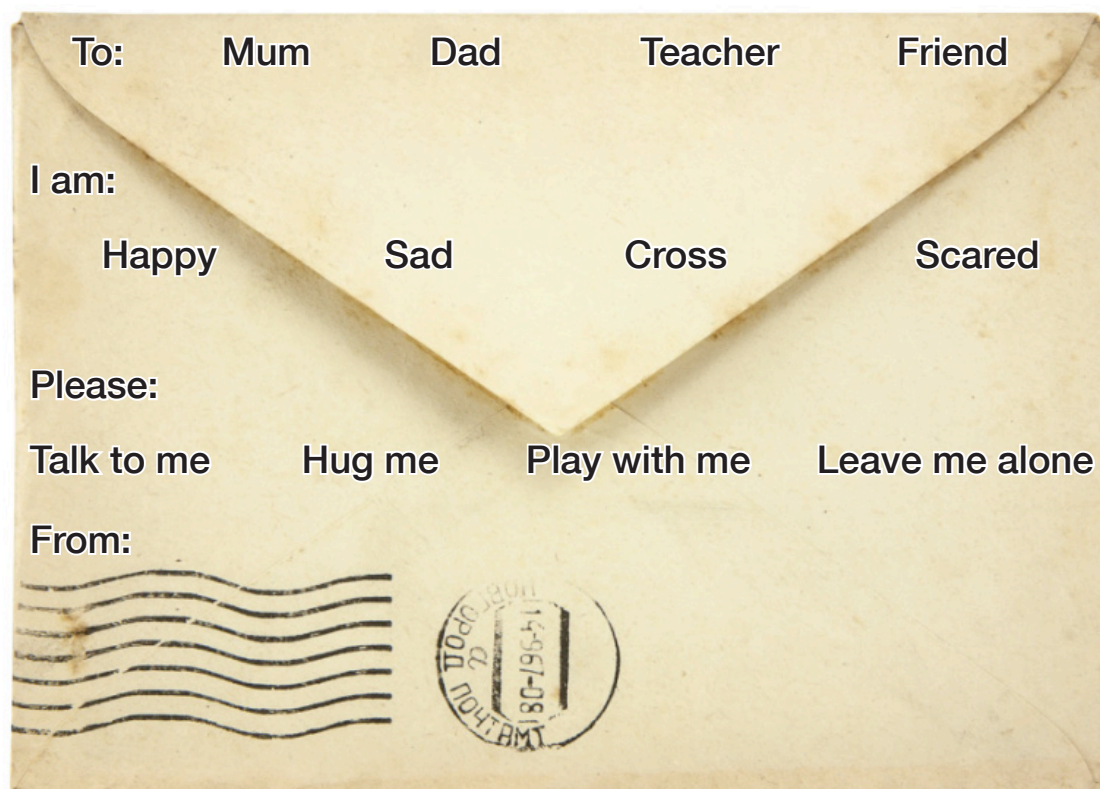 To: Mum Dad Teacher Friend
I am:
Happy Sad Cross Scared
Please:
Talk to me Hug me Play with me Leave me alone
From:
ПОЧТАМТ